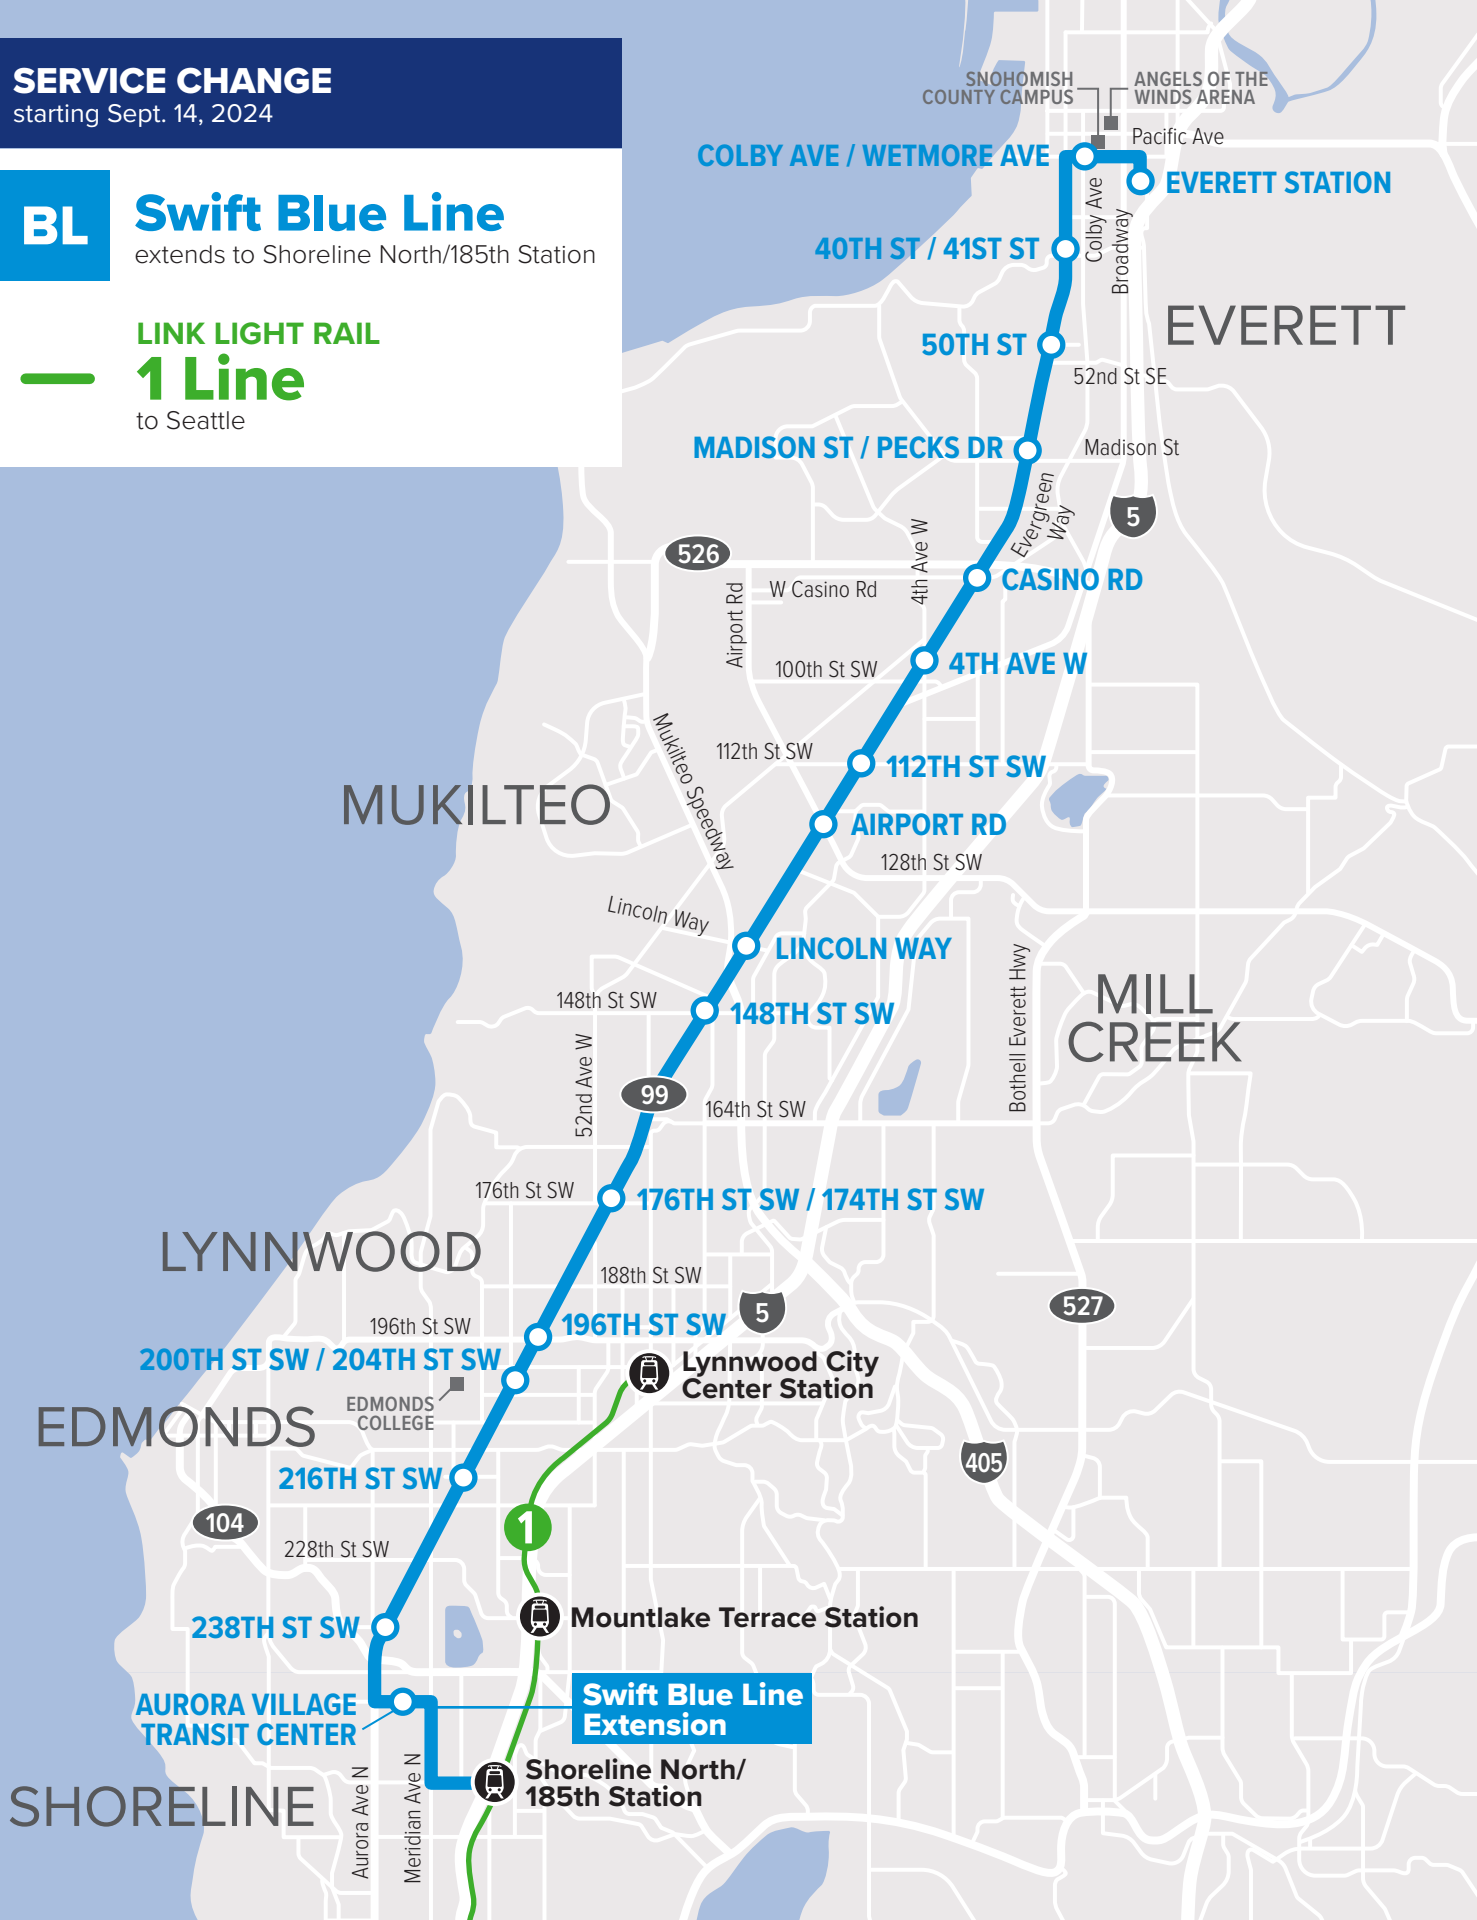 SERVICE CHANGE
starting Sept. 14, 2024
BL
Swift Blue Line
extends to Shoreline North/185th Station
LINK LIGHT RAIL
1 Line
to Seattle
SNOHOMISH
COUNTY CAMPUS
ANGELS OF THE
WINDS ARENA
Pacific Ave
COLBY AVE / WETMORE AVE
EVERETT STATION
Colby Ave
Broadway
40TH ST / 41ST ST
EVERETT
50TH ST
52nd St SE
MADISON ST / PECKS DR
Madison St
Evergreen
Way
5
526
4th Ave W
W Casino Rd
CASINO RD
Airport Rd
100th St SW
4TH AVE W
Mukilteo Speedway
112th St SW
112TH ST SW
MUKILTEO
AIRPORT RD
128th St SW
Lincoln Way
LINCOLN WAY
148th St SW
148TH ST SW
Bothell Everett Hwy
MILL
CREEK
52nd Ave W
99
164th St SW
176th St SW
176TH ST SW / 174TH ST SW
LYNNWOOD
188th St SW
5
527
196th St SW
196TH ST SW
200TH ST SW / 204TH ST SW
Lynnwood City
Center Station
EDMONDS
COLLEGE
EDMONDS
405
216TH ST SW
104
1
228th St SW
238TH ST SW
Mountlake Terrace Station
AURORA VILLAGE
TRANSIT CENTER
Swift Blue Line
Extension
Shoreline North/
185th Station
SHORELINE
Aurora Ave N
Meridian Ave N